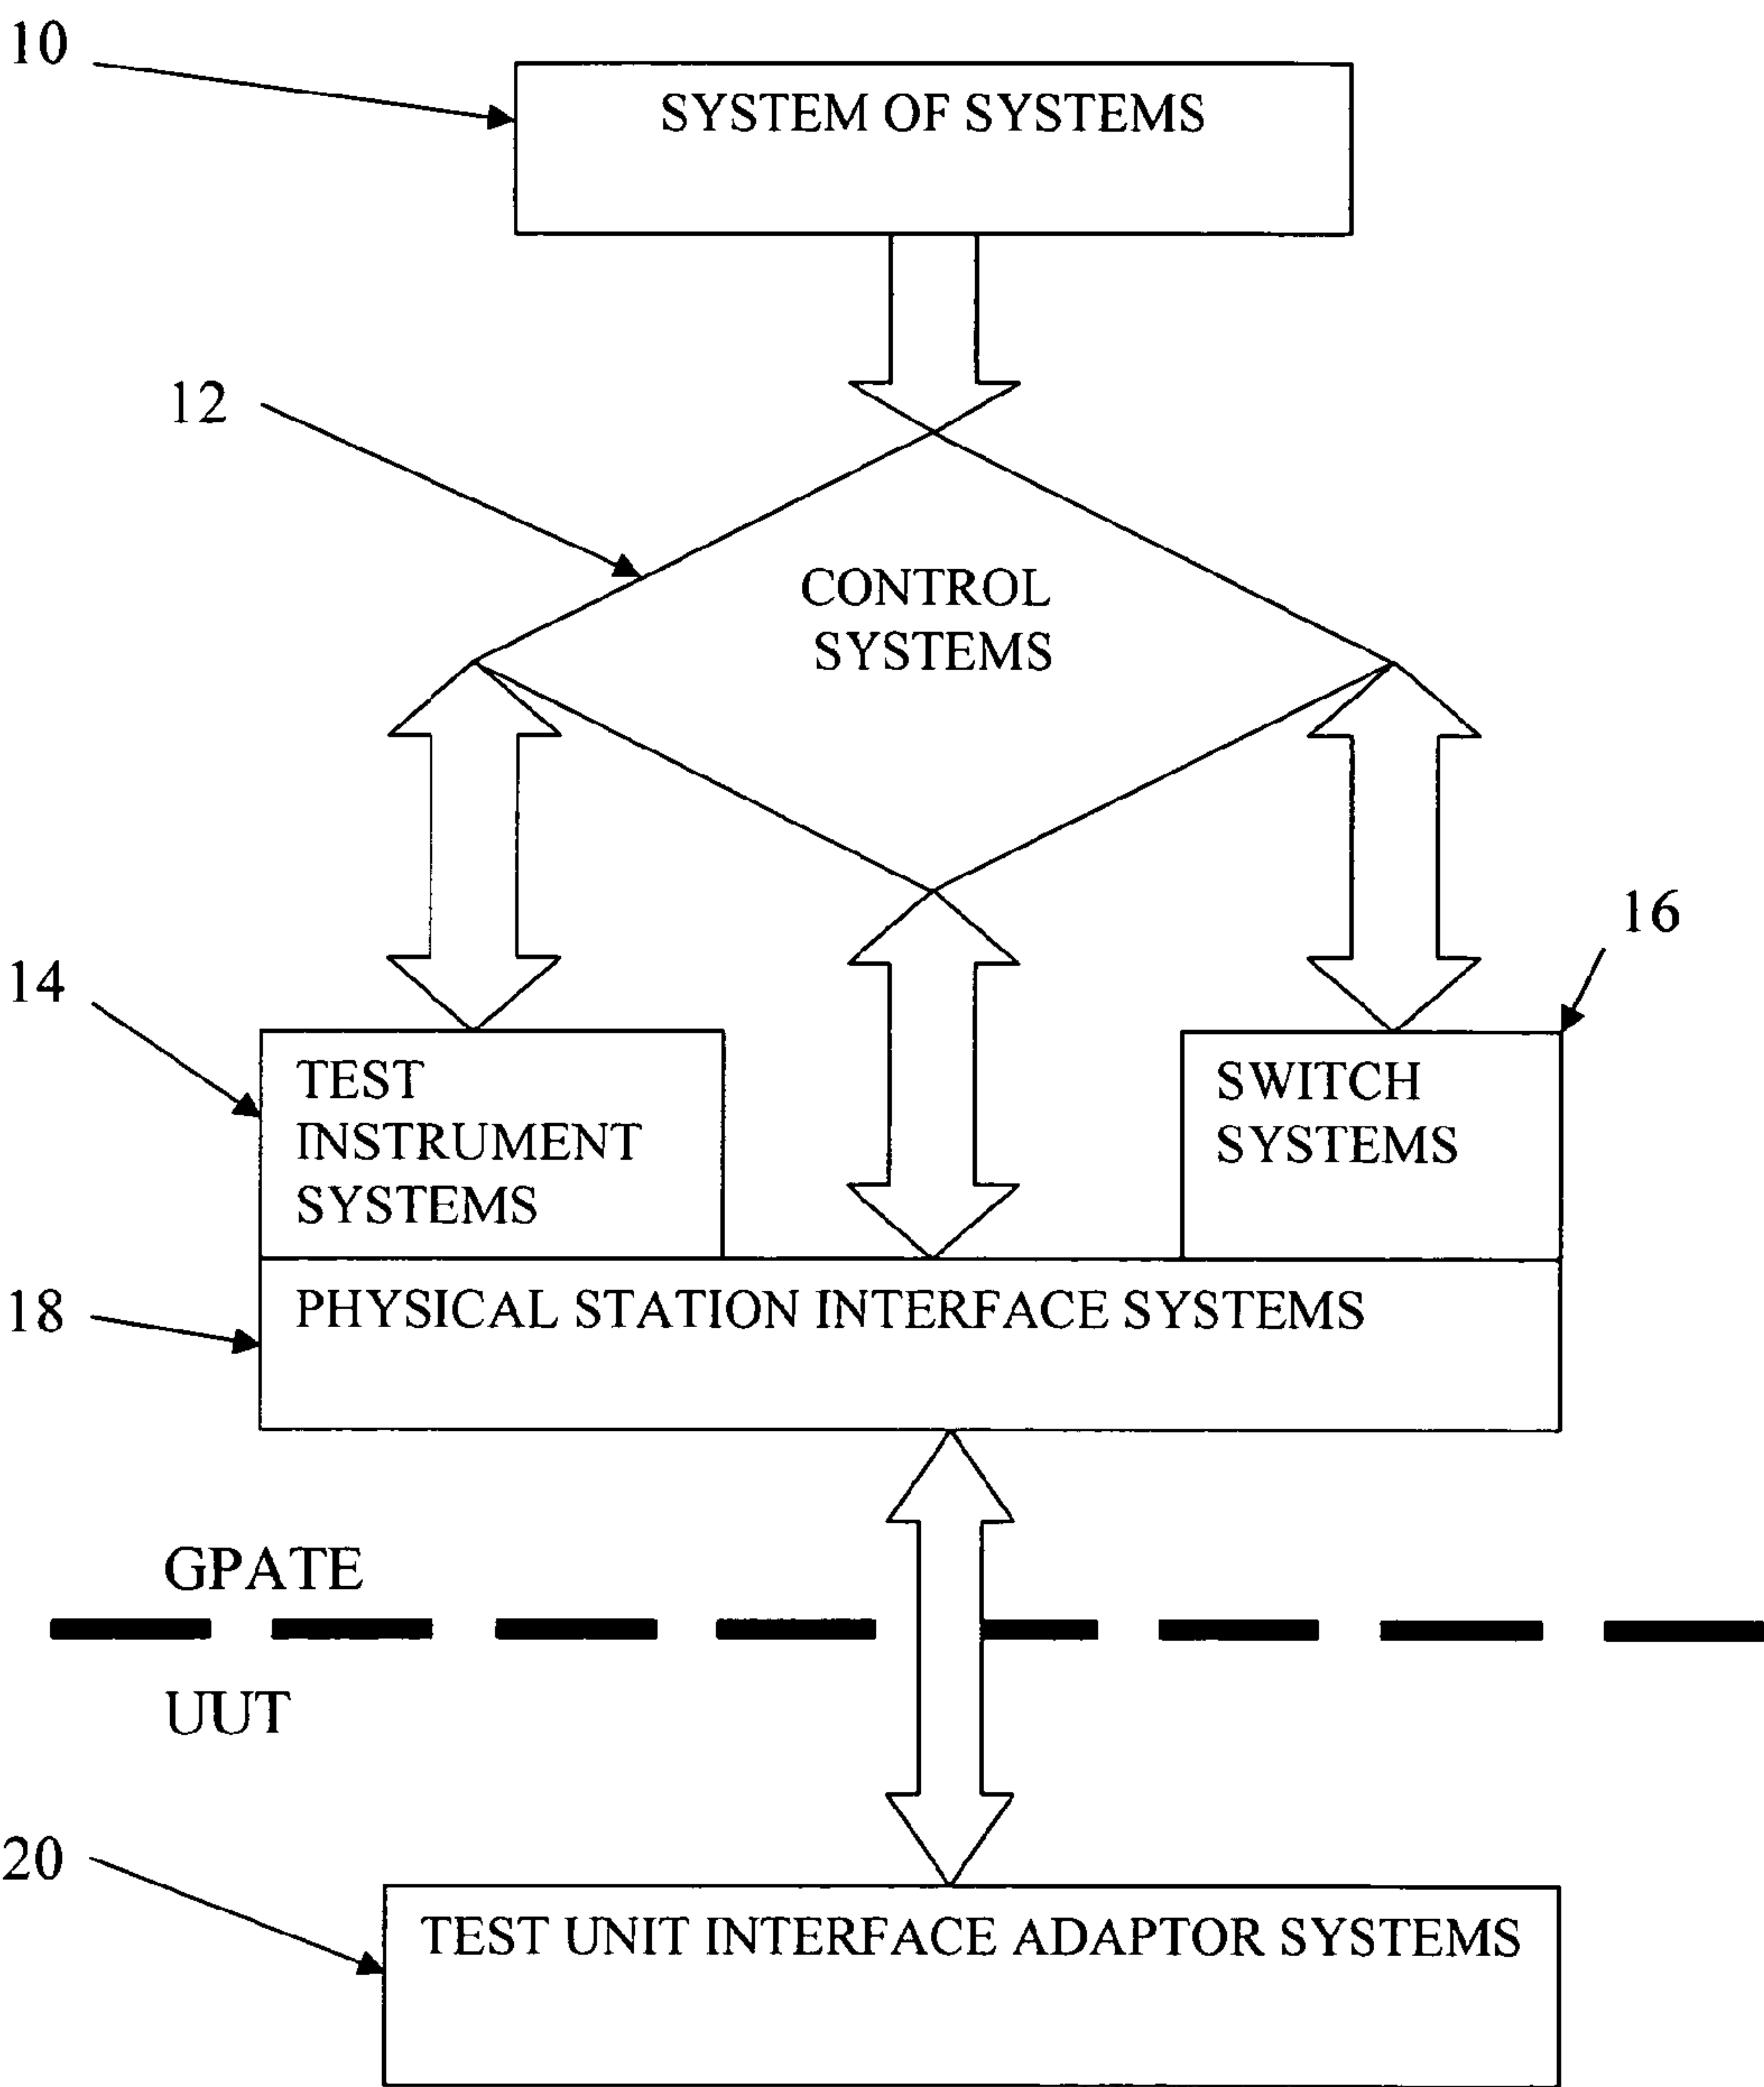 10
SYSTEM OF SYSTEMS
12
CONTROL
SYSTEMS
16
14
TEST
INSTRUMENT
SYSTEMS
SWITCH
SYSTEMS
18
PHYSICAL STATION INTERFACE SYSTEMS
GPATE
UUT
20
TEST UNIT INTERFACE ADAPTOR SYSTEMS